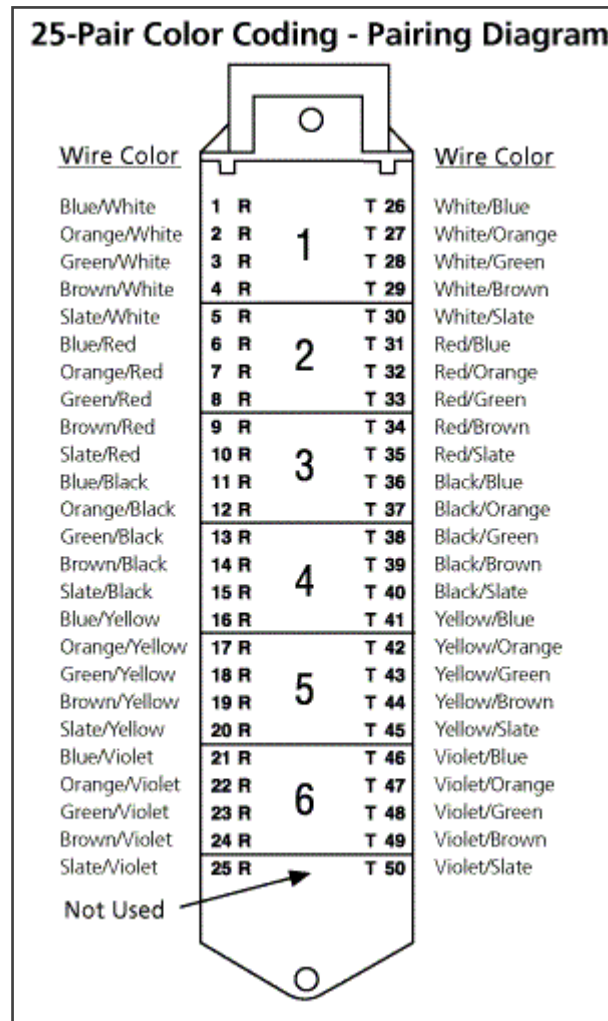 25-Pair Color Coding - Pairing Diagram
Wire Color Wire Color
Blue/White 1 R T 26 White/Blue
Orange/White 2 R T 27 White/Orange
1
Green/White 3 R T 28 White/Green
Brown/White 4 R T 29 White/Brown
Slate/White 5 R T 30 White/Slate
Blue/Red 6 R T 31 Red/Blue
2
Orange/Red 7 R T 32 Red/Orange
Green/Red 8 R T 33 Red/Green
Brown/Red 9 R T 34 Red/Brown
Slate/Red 10 R T 35 Red/Slate
3
Blue/Black 11 R T 36 Black/Blue
Orange/Black 12 R T 37 Black/Orange
Green/Black 13 R T 38 Black/Green
Brown/Black 14 R T 39 Black/Brown
4
Slate/Black 15 R T 40 Black/Slate
Blue/Yellow 16 R T 41 Yellow/Blue
Orange/Yellow 17 R T 42 Yellow/Orange
Green/Yellow 18 R T 43 Yellow/Green
5
Brown/Yellow 19 R T 44 Yellow/Brown
Slate/Yellow 20 R T 45 Yellow/Slate
Blue/Violet 21 R T 46 Violet/Blue
Orange/Violet 22 R T 47 Violet/Orange
6
Green/Violet 23 R T 48 Violet/Green
Brown/Violet 24 R T 49 Violet/Brown
Slate/Violet 25 R T 50 Violet/Slate
Not Used